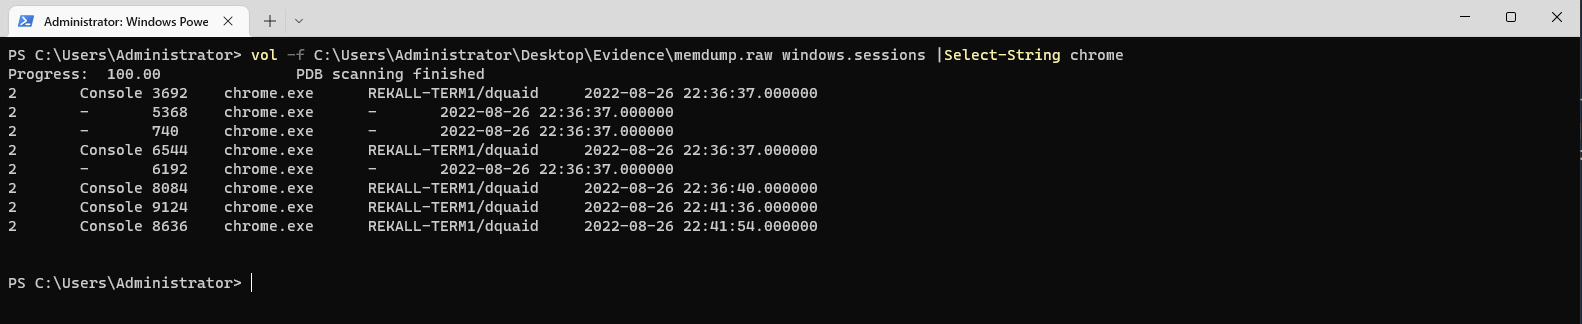 Administrator: Windows Powe
PS C:\Users\Administrator> vol -f C:\Users\Administrator\Desktop\Evidence\memdump.raw windows.sessions |Select-String chrome
Progress:  100.00               PDB scanning finished
2       Console 3692    chrome.exe      REKALL-TERM1/dquaid     2022-08-26 22:36:37.000000
2       -       5368    chrome.exe      -       2022-08-26 22:36:37.000000
2       -       740     chrome.exe      -       2022-08-26 22:36:37.000000
2       Console 6544    chrome.exe      REKALL-TERM1/dquaid     2022-08-26 22:36:37.000000
2       -       6192    chrome.exe      -       2022-08-26 22:36:37.000000
2       Console 8084    chrome.exe      REKALL-TERM1/dquaid     2022-08-26 22:36:40.000000
2       Console 9124    chrome.exe      REKALL-TERM1/dquaid     2022-08-26 22:41:36.000000
2       Console 8636    chrome.exe      REKALL-TERM1/dquaid     2022-08-26 22:41:54.000000
PS C:\Users\Administrator>